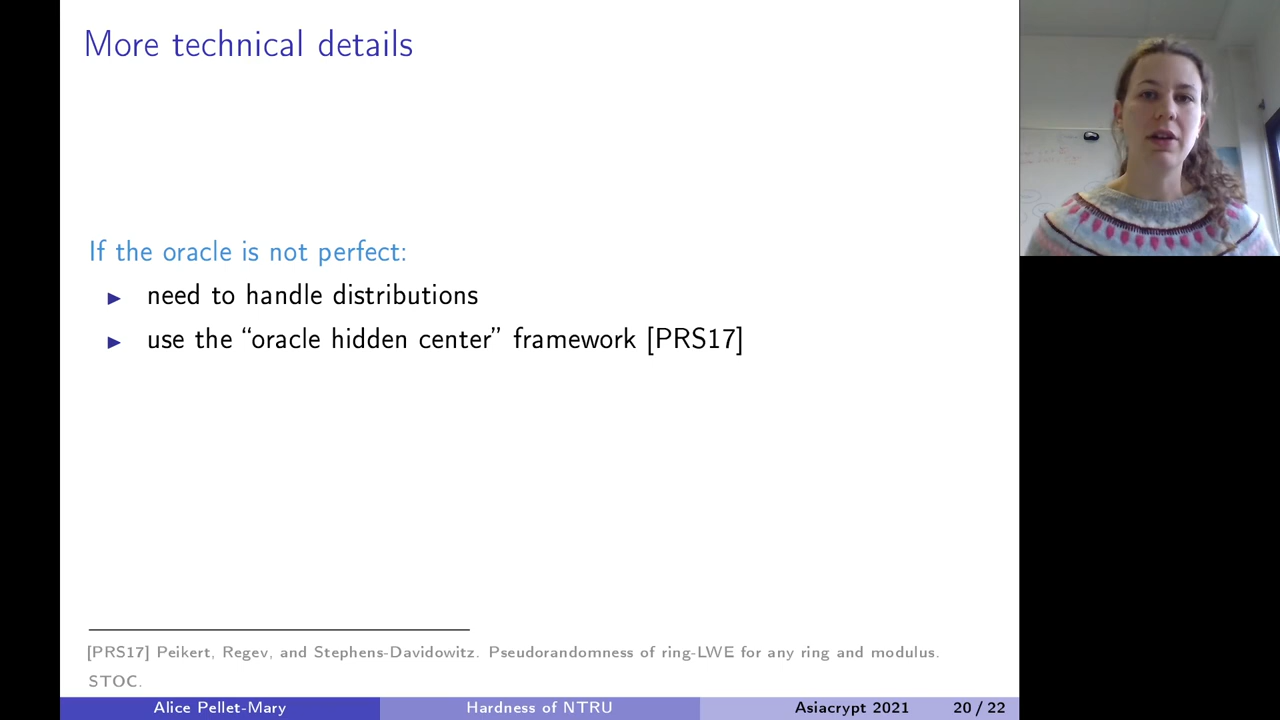 More technical details
If the oracle is not perfect:
▶ need to handle distributions
▶ use the “oracle hidden center” framework [PRS17]
[PRS17] Peikert, Regev, and Stephens-Davidowitz. Pseudorandomness of ring-LWE for any ring and modulus.
STOC.
Alice Pellet-Mary Hardness of NTRU Asiacrypt 2021 20 / 22